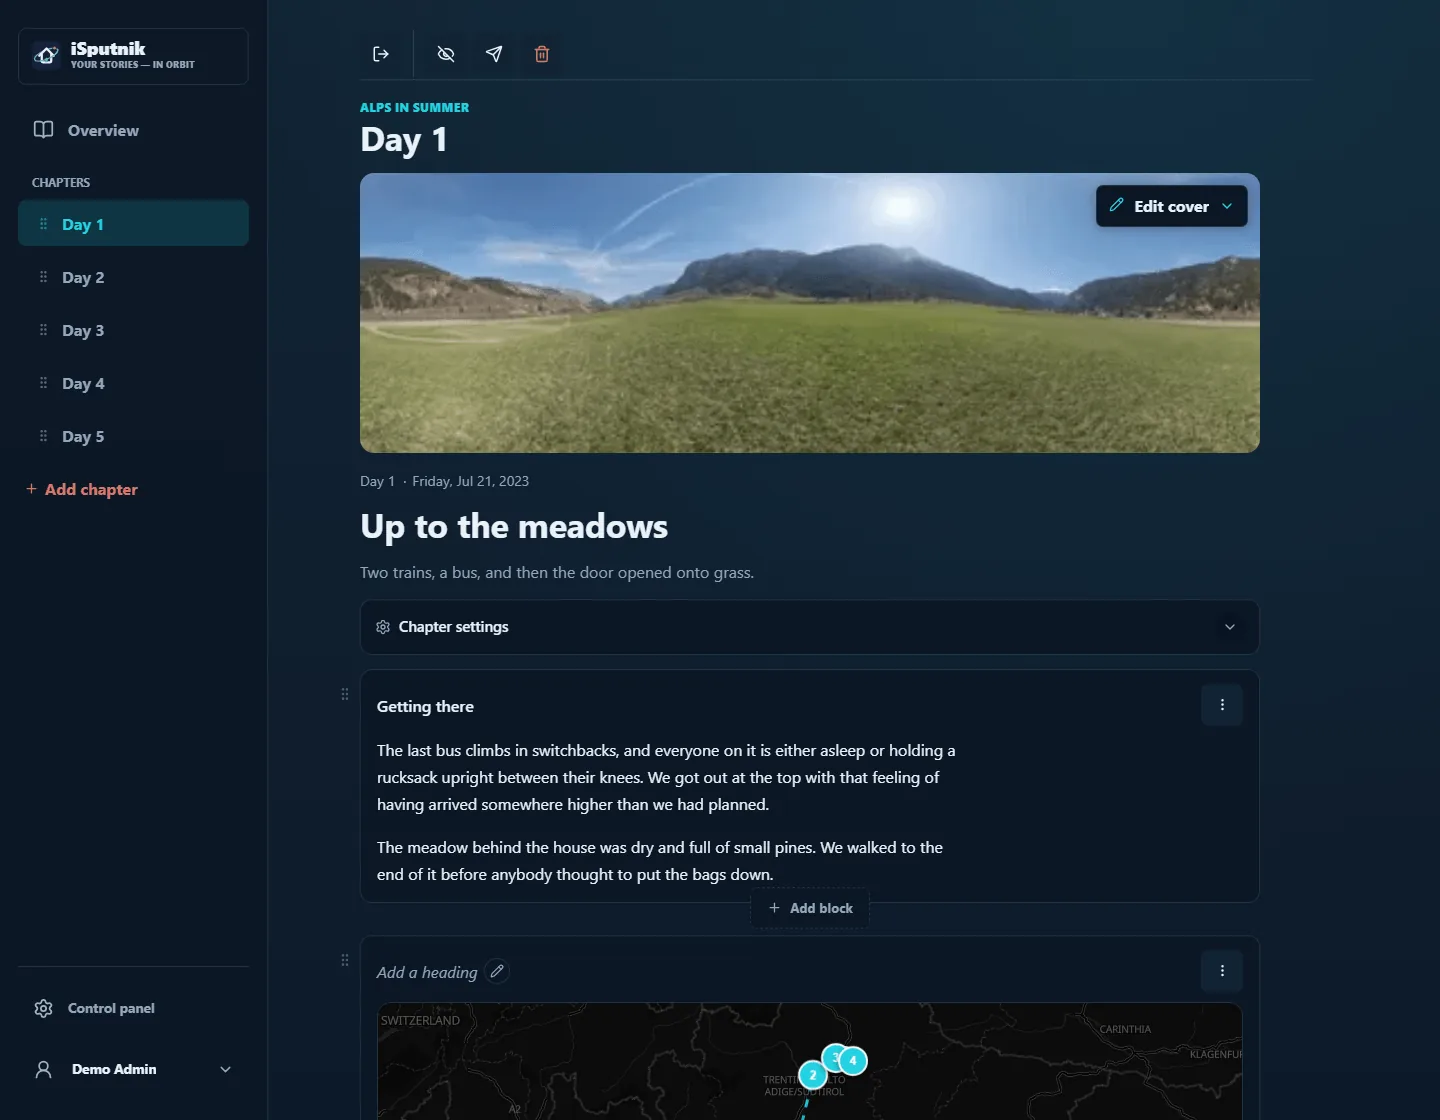 iSputnik
YOUR STORIES — IN ORBIT
Overview
CHAPTERS
Day 1
Day 2
Day 3
Day 4
Day 5
+ Add chapter
Control panel
Demo Admin
ALPS IN SUMMER
Day 1
Edit cover
Day 1 · Friday, Jul 21, 2023
Up to the meadows
Two trains, a bus, and then the door opened onto grass.
Chapter settings
Getting there
The last bus climbs in switchbacks, and everyone on it is either asleep or holding a
rucksack upright between their knees. We got out at the top with that feeling of
having arrived somewhere higher than we had planned.
The meadow behind the house was dry and full of small pines. We walked to the
end of it before anybody thought to put the bags down.
+ Add block
Add a heading
SWITZERLAND
CARINTHIA
KLAGENFUR
3
4
2
ADIGE/SÜDTIROL
A2